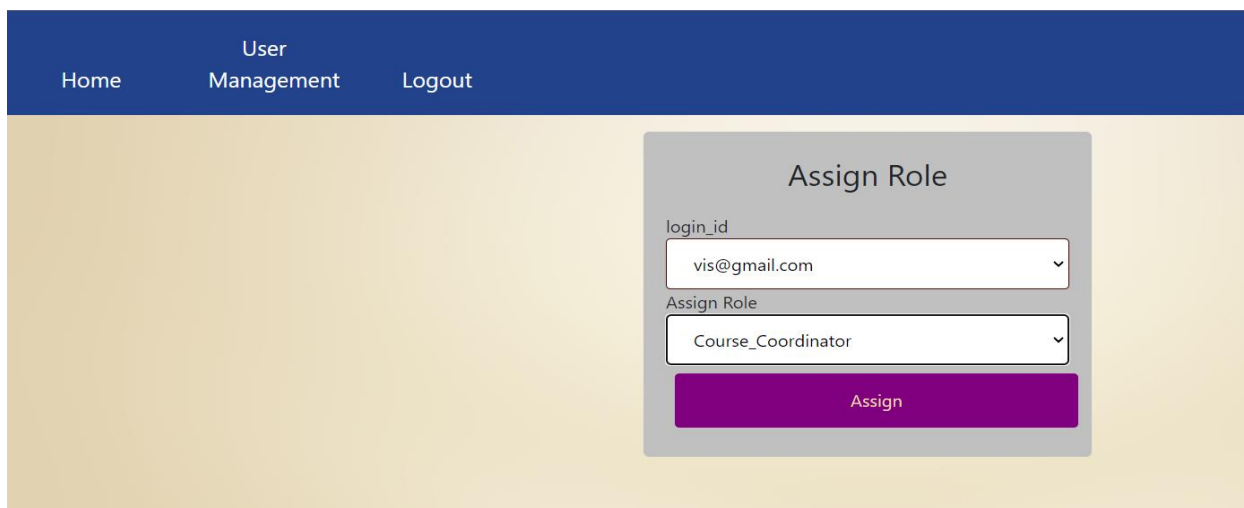 Home
User
Management
Logout
Assign Role
login_id
vis@gmail.com
Assign Role
Course_Coordinator
Assign